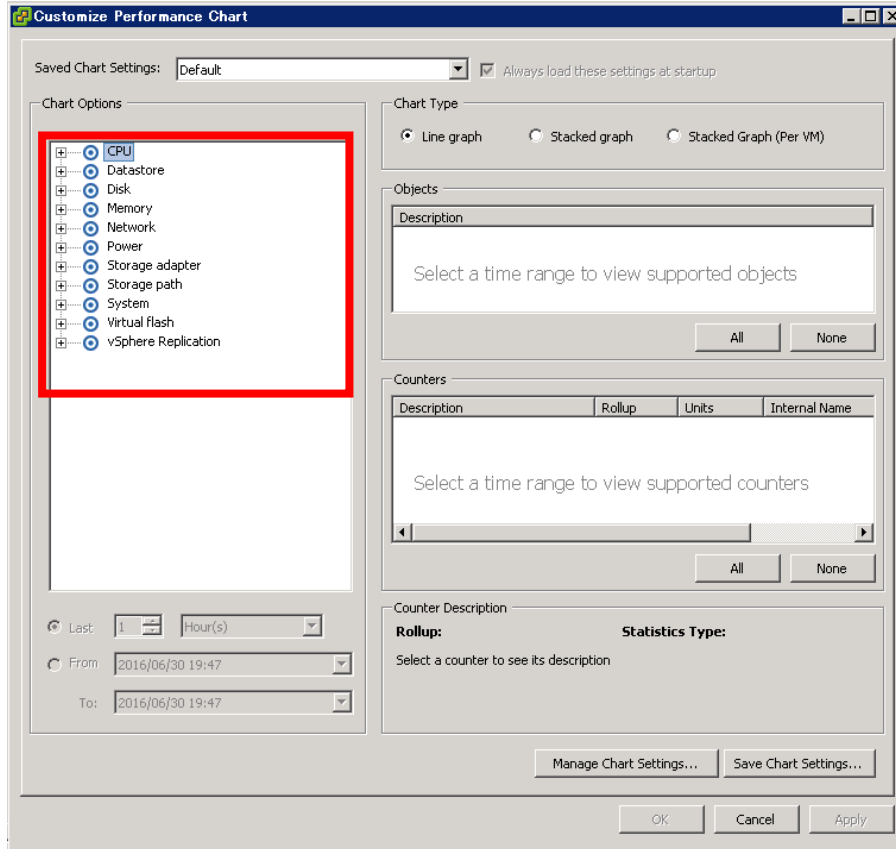 Customize Performance Chart
Saved Chart Settings: Default Always load these settings at startup
Chart Options
CPU
Datastore
Disk
Memory
Network
Power
Storage adapter
Storage path
System
Virtual flash
vSphere Replication
Last 1 Hour(s)
From 2016/06/30 19:47
To: 2016/06/30 19:47
Chart Type
Line graph Stacked graph Stacked Graph (Per VM)
Objects
Description
Select a time range to view supported objects
All None
Counters
Description Rollup Units Internal Name
Select a time range to view supported counters
All None
Counter Description
Rollup: Statistics Type:
Select a counter to see its description
Manage Chart Settings... Save Chart Settings...
OK Cancel Apply